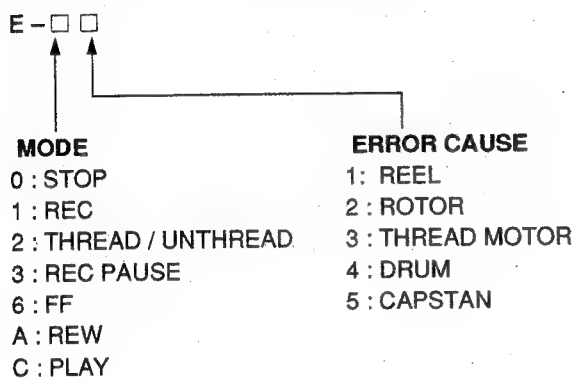 E – □ □
MODE
0 : STOP
1 : REC
2 : THREAD / UNTHREAD
3 : REC PAUSE
6 : FF
A : REW
C : PLAY
ERROR CAUSE
1: REEL
2 : ROTOR
3 : THREAD MOTOR
4 : DRUM
5 : CAPSTAN